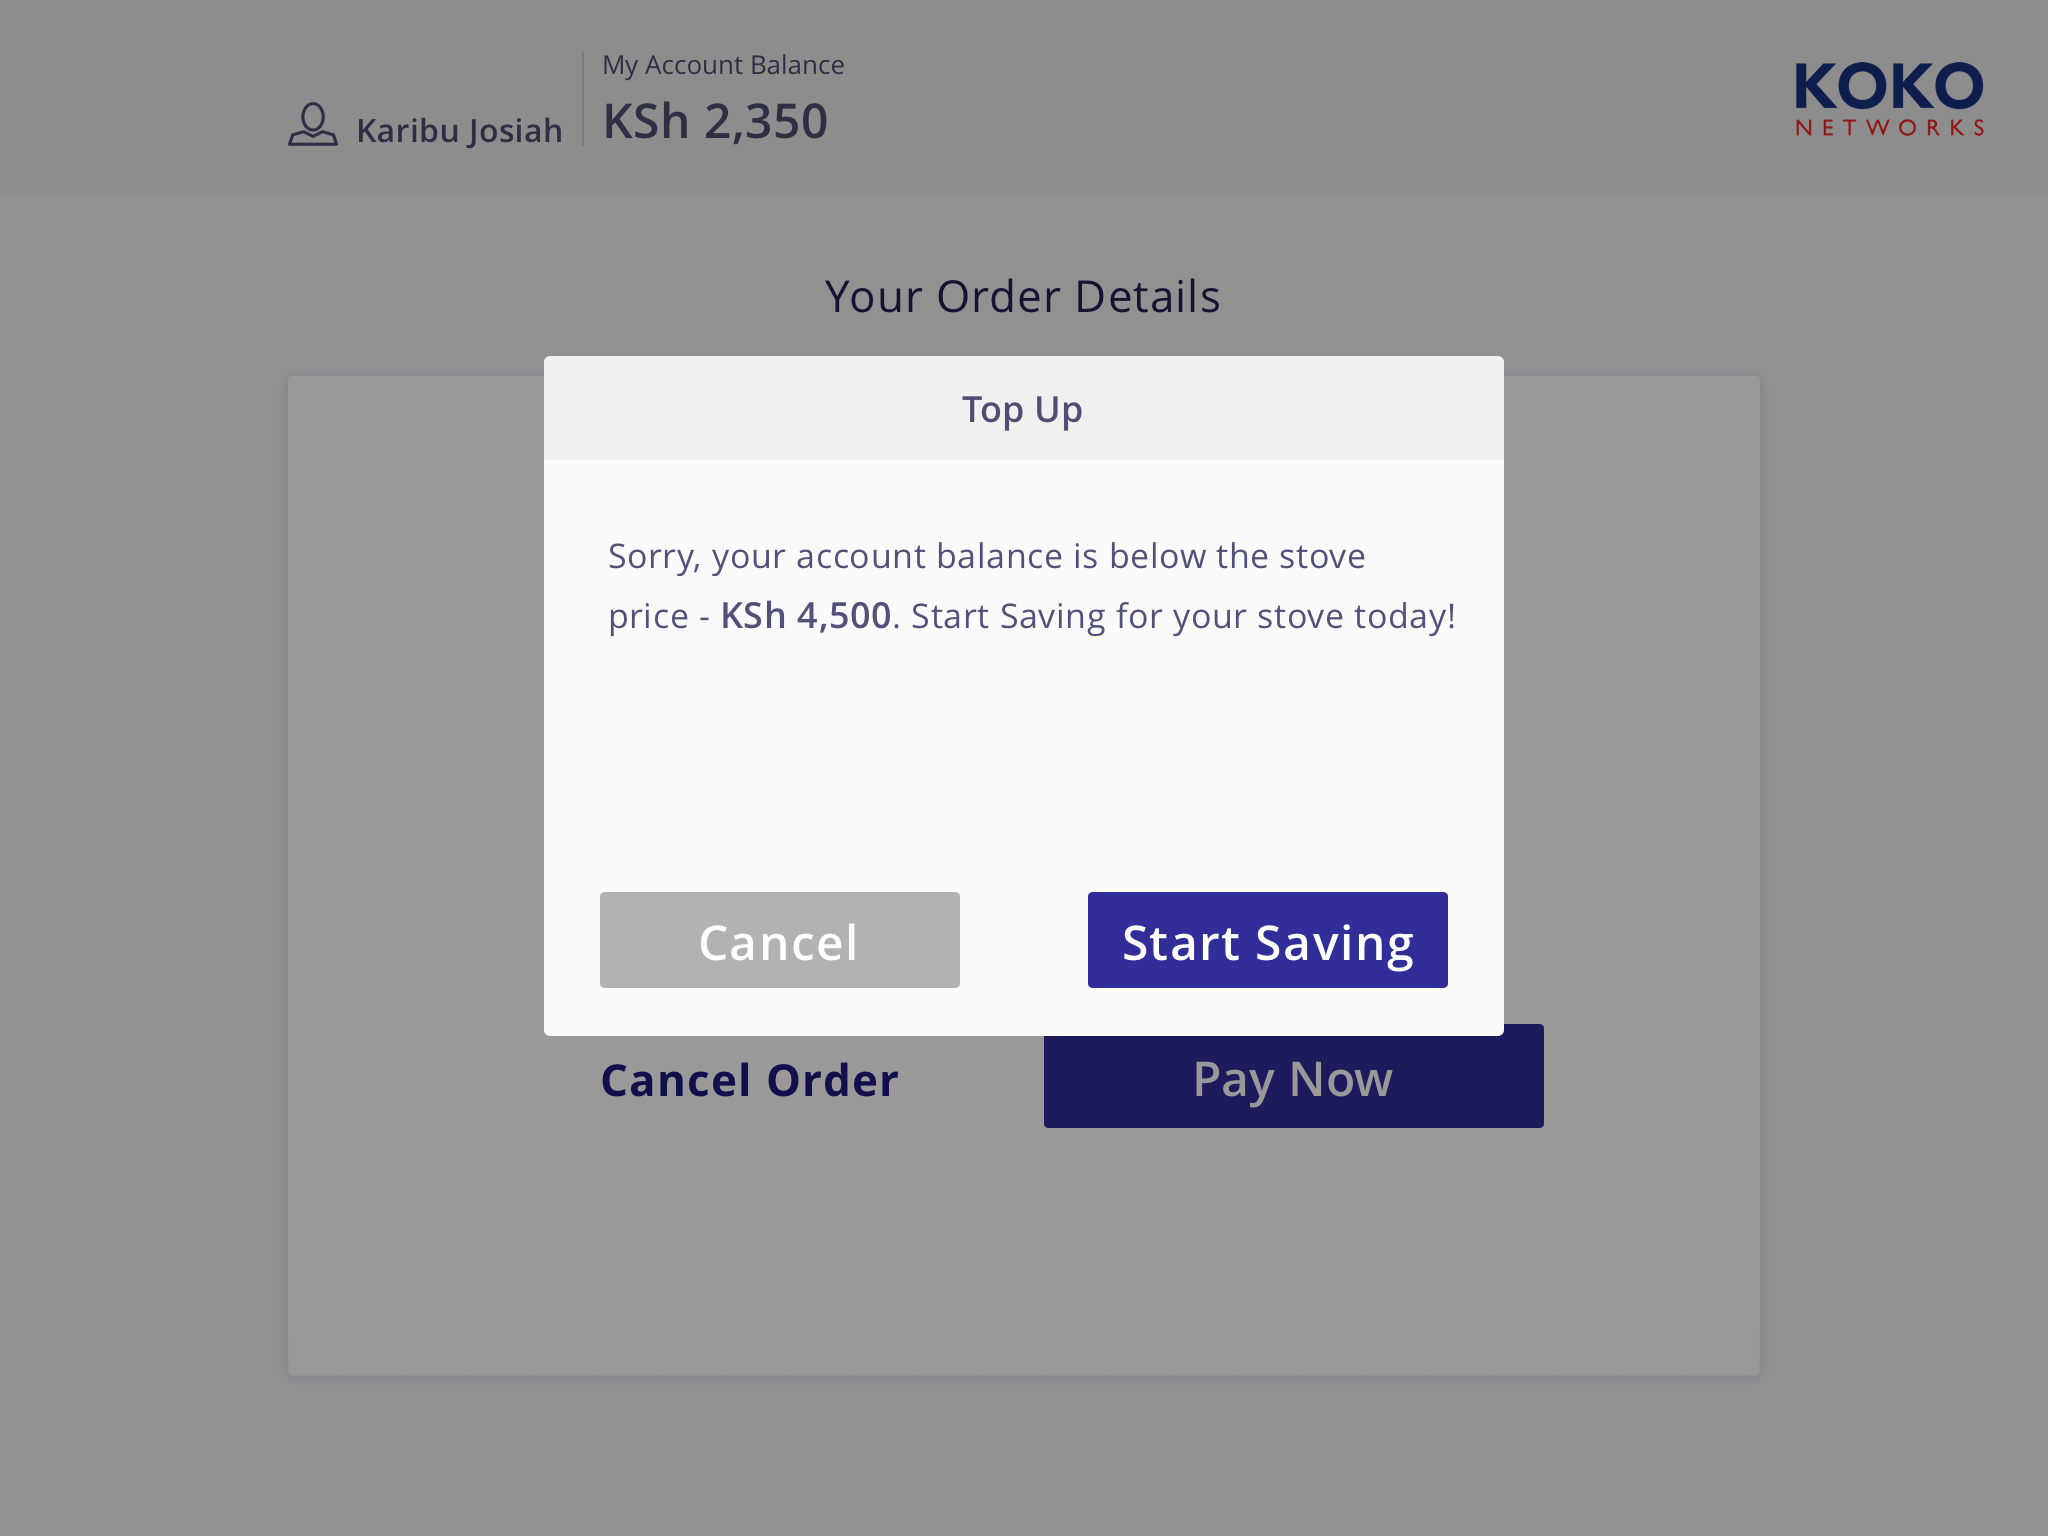 My Account Balance
Karibu Josiah
KSh 2,350
KOKO
NETWORKS
Your Order Details
Top Up
Sorry, your account balance is below the stove
price - KSh 4,500. Start Saving for your stove today!
Cancel
Start Saving
Cancel Order
Pay Now